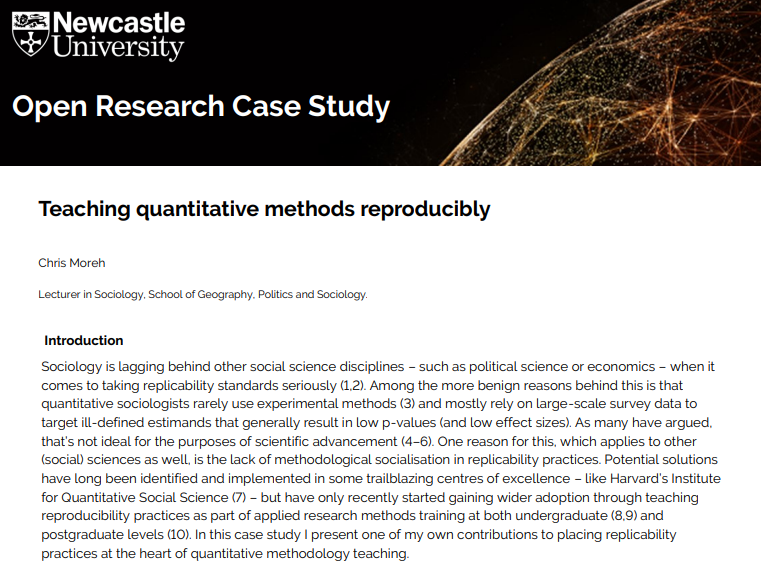 Newcastle
University
Open Research Case Study
Teaching quantitative methods reproducibly
Chris Moreh
Lecturer in Sociology, School of Geography, Politics and Sociology.
Introduction
Sociology is lagging behind other social science disciplines – such as political science or economics – when it
comes to taking replicability standards seriously (1,2). Among the more benign reasons behind this is that
quantitative sociologists rarely use experimental methods (3) and mostly rely on large-scale survey data to
target ill-defined estimands that generally result in low p-values (and low effect sizes). As many have argued,
that's not ideal for the purposes of scientific advancement (4–6). One reason for this, which applies to other
(social) sciences as well, is the lack of methodological socialisation in replicability practices. Potential solutions
have long been identified and implemented in some trailblazing centres of excellence – like Harvard's Institute
for Quantitative Social Science (7) – but have only recently started gaining wider adoption through teaching
reproducibility practices as part of applied research methods training at both undergraduate (8,9) and
postgraduate levels (10). In this case study I present one of my own contributions to placing replicability
practices at the heart of quantitative methodology teaching.